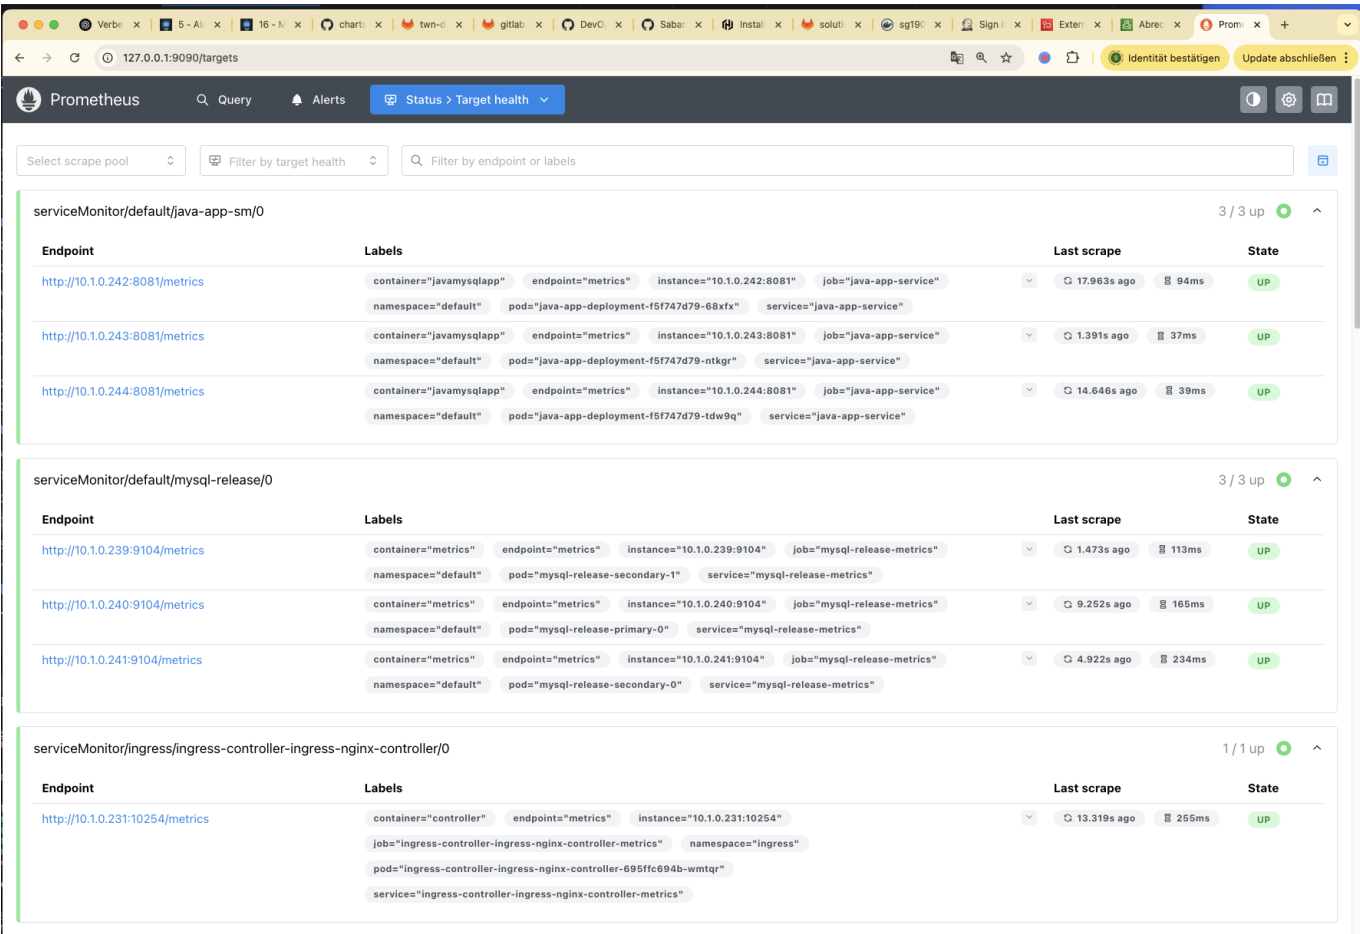 Verbe
5 - Al
16 - M
chart:
twn-d
gitlab.
DevO
Sabar
Install
soluti
sg190
Sign i
Exter
Abrec
Prom
127.0.0.1:9090/targets
Identität bestätigen
Update abschließen
Prometheus
Query
Alerts
Status > Target health
Select scrape pool
Filter by target health
Filter by endpoint or labels
serviceMonitor/default/java-app-sm/0
3 / 3 up
Endpoint Labels Last scrape State
http://10.1.0.242:8081/metrics container="javamysqlapp" endpoint="metrics" instance="10.1.0.242:8081" job="java-app-service" 17.963s ago 94ms UP
namespace="default" pod="java-app-deployment-f5f747d79-68xfx" service="java-app-service"
http://10.1.0.243:8081/metrics container="javamysqlapp" endpoint="metrics" instance="10.1.0.243:8081" job="java-app-service" 1.391s ago 37ms UP
namespace="default" pod="java-app-deployment-f5f747d79-ntkgr" service="java-app-service"
http://10.1.0.244:8081/metrics container="javamysqlapp" endpoint="metrics" instance="10.1.0.244:8081" job="java-app-service" 14.646s ago 39ms UP
namespace="default" pod="java-app-deployment-f5f747d79-tdw9q" service="java-app-service"
serviceMonitor/default/mysql-release/0
3 / 3 up
Endpoint Labels Last scrape State
http://10.1.0.239:9104/metrics container="metrics" endpoint="metrics" instance="10.1.0.239:9104" job="mysql-release-metrics" 1.473s ago 113ms UP
namespace="default" pod="mysql-release-secondary-1" service="mysql-release-metrics"
http://10.1.0.240:9104/metrics container="metrics" endpoint="metrics" instance="10.1.0.240:9104" job="mysql-release-metrics" 9.252s ago 165ms UP
namespace="default" pod="mysql-release-primary-0" service="mysql-release-metrics"
http://10.1.0.241:9104/metrics container="metrics" endpoint="metrics" instance="10.1.0.241:9104" job="mysql-release-metrics" 4.922s ago 234ms UP
namespace="default" pod="mysql-release-secondary-0" service="mysql-release-metrics"
serviceMonitor/ingress/ingress-controller-ingress-nginx-controller/0
1 / 1 up
Endpoint Labels Last scrape State
http://10.1.0.231:10254/metrics container="controller" endpoint="metrics" instance="10.1.0.231:10254" 13.319s ago 255ms UP
job="ingress-controller-ingress-nginx-controller-metrics" namespace="ingress"
pod="ingress-controller-ingress-nginx-controller-695ffc694b-wmtqr"
service="ingress-controller-ingress-nginx-controller-metrics"